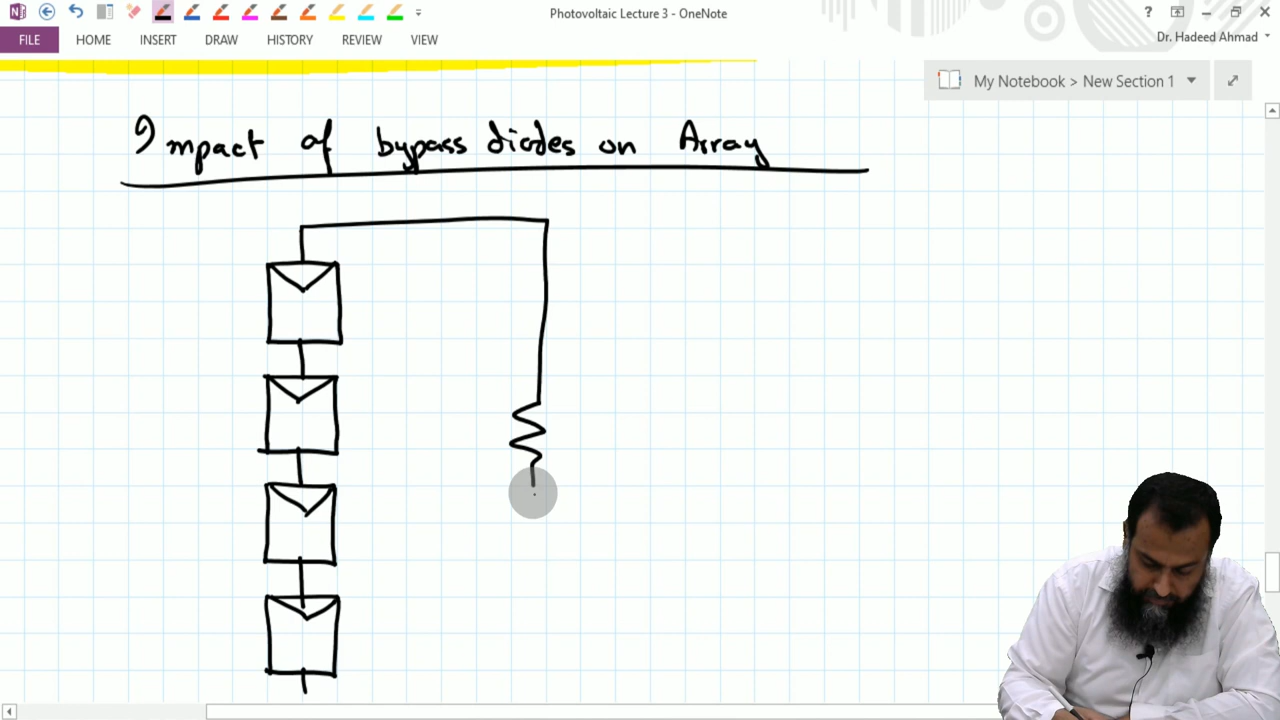 Photovoltaic Lecture 3 - OneNote
?
Dr. Hadeed Ahmad
FILE HOME INSERT DRAW HISTORY REVIEW VIEW
My Notebook > New Section 1
Impact of bypass diodes on Array